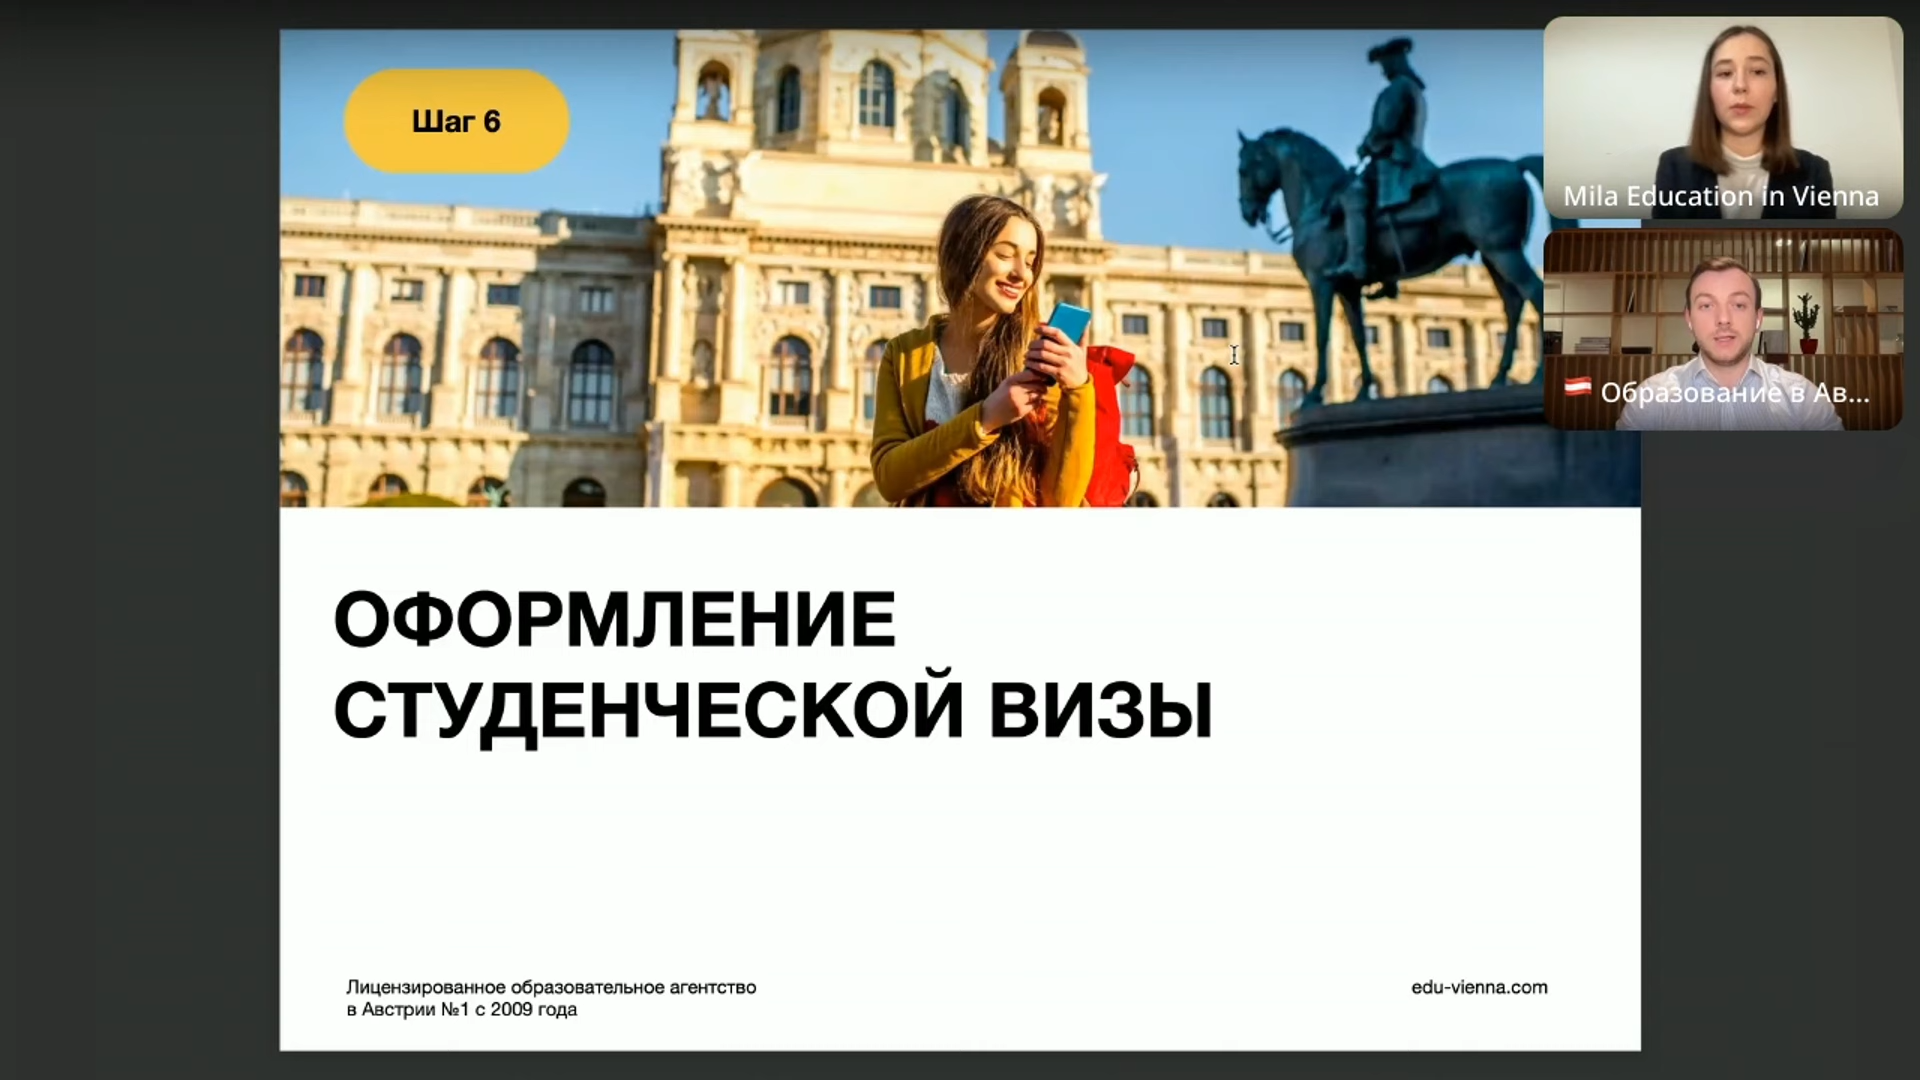 Шаг 6
Mila Education in Vienna
Образование в Ав...
ОФОРМЛЕНИЕ
СТУДЕНЧЕСКОЙ ВИЗЫ
Лицензированное образовательное агентство
в Австрии №1 с 2009 года
edu-vienna.com